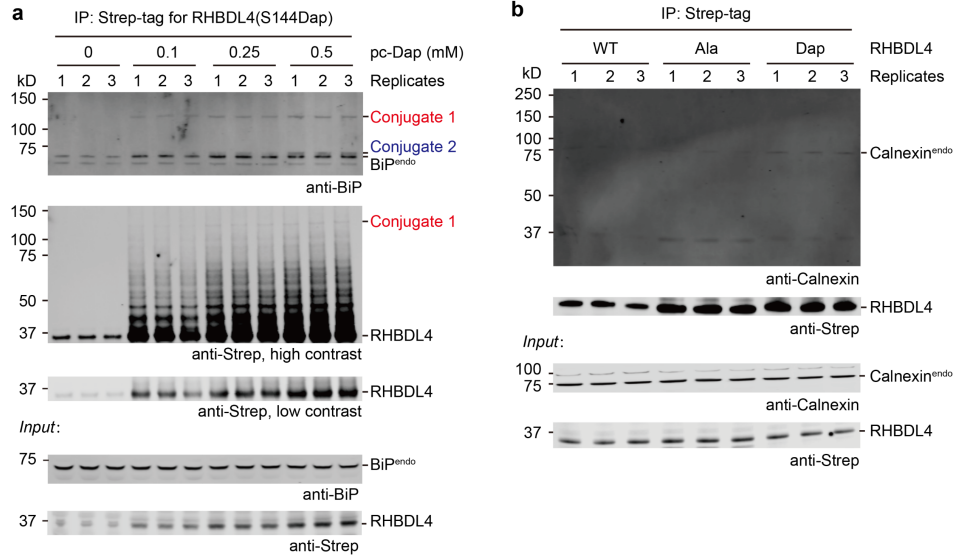 a
IP: Strep-tag for RHBDL4(S144Dap)
0 0.1 0.25 0.5 pc-Dap (mM)
kD 1 2 3 1 2 3 1 2 3 1 2 3 Replicates
150
Conjugate 1
100
75
Conjugate 2
BiPendo
anti-BiP
150
Conjugate 1
100
75
50
37
RHBDL4
anti-Strep, high contrast
37
RHBDL4
anti-Strep, low contrast
Input:
75
BiPendo
anti-BiP
37
RHBDL4
anti-Strep
b
IP: Strep-tag
WT Ala Dap RHBDL4
kD 1 2 3 1 2 3 1 2 3 Replicates
250
150
100
75
Calnexinendo
50
37
anti-Calnexin
RHBDL4
anti-Strep
Input:
100
Calnexinendo
75
anti-Calnexin
37
RHBDL4
anti-Strep